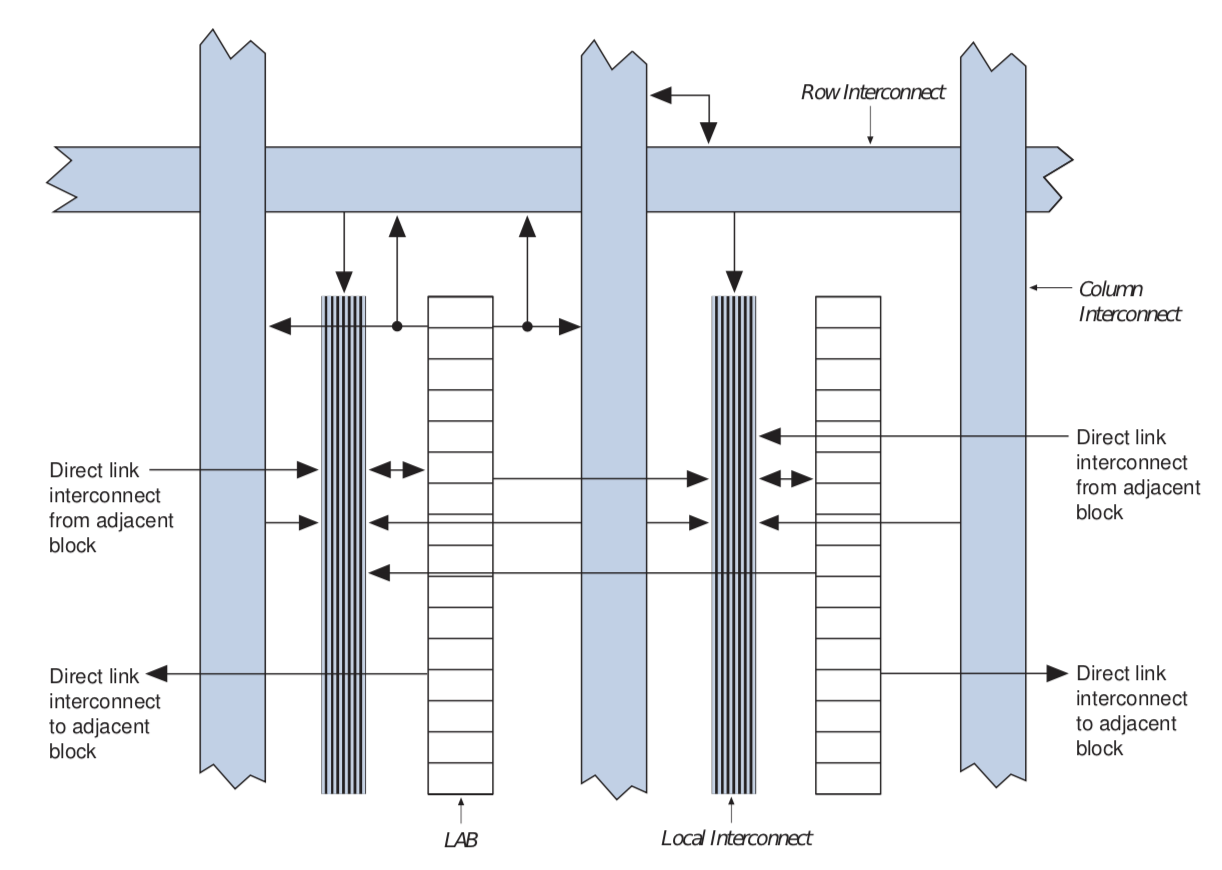 Row Interconnect
Column
Interconnect
Direct link
interconnect
from adjacent
block
Direct link
interconnect
from adjacent
block
Direct link
interconnect
to adjacent
block
Direct link
interconnect
to adjacent
block
LAB
Local Interconnect